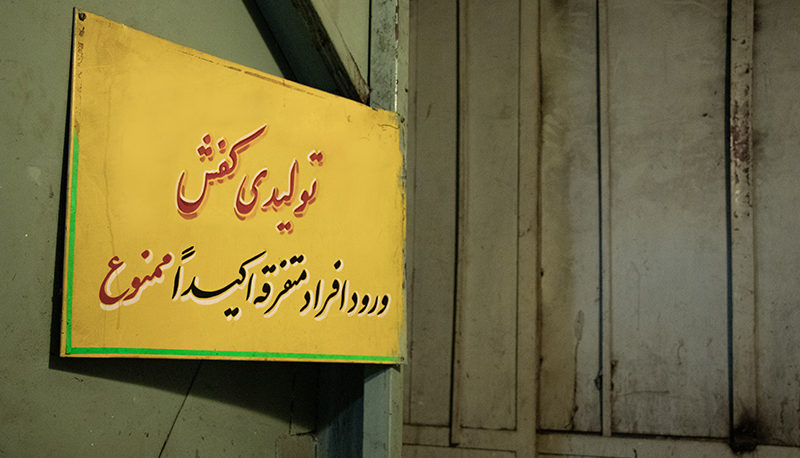 تولیدی کفش
ورود افراد متفرقه اکیداً ممنوع